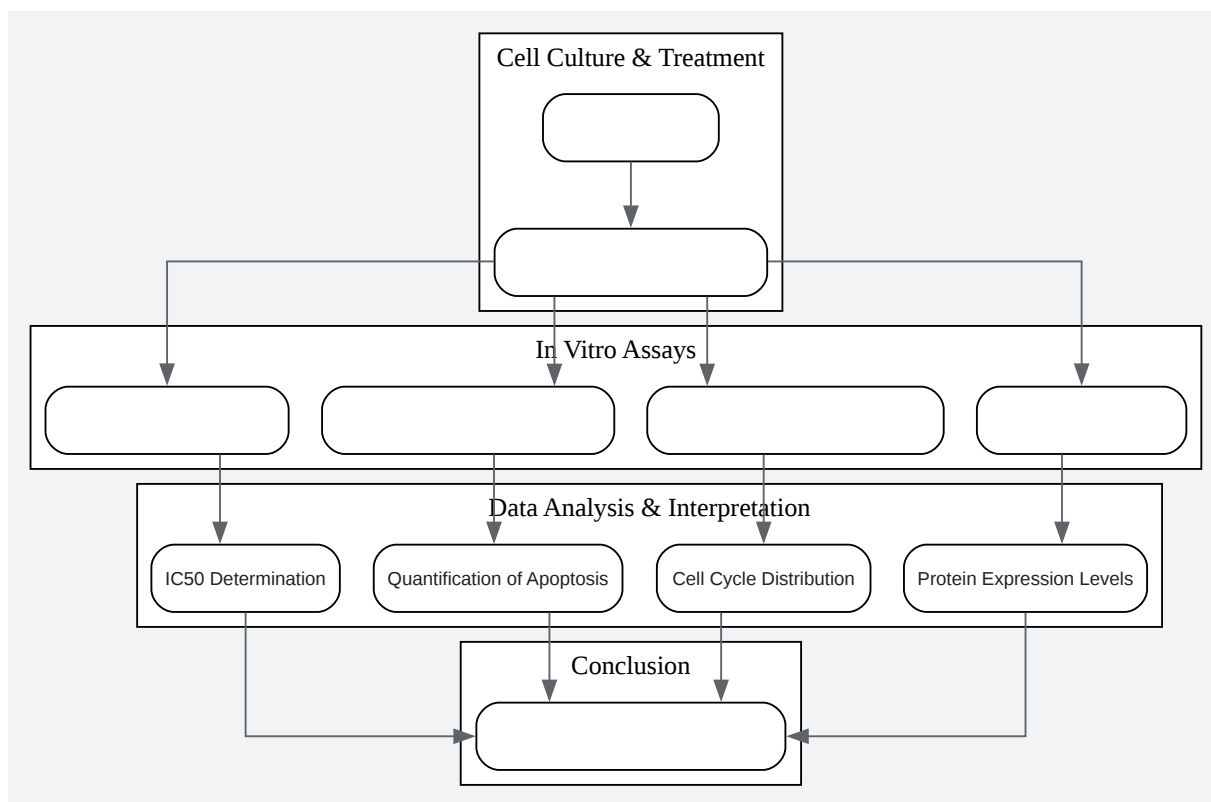 Cell Culture & Treatment
In Vitro Assays
Data Analysis & Interpretation
IC50 Determination
Quantification of Apoptosis
Cell Cycle Distribution
Protein Expression Levels
Conclusion